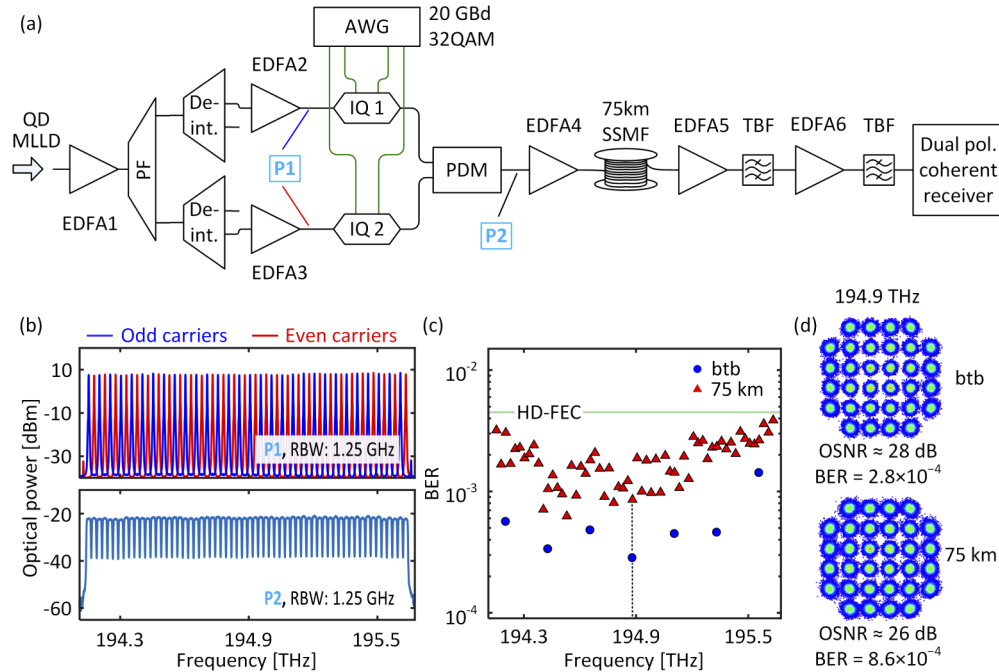 (a)
AWG
20 GBd
32QAM
EDFA2
De-
int.
IQ 1
QD
MLLD
PF
P1
EDFA1
De-
int.
EDFA3
IQ 2
PDM
P2
EDFA4
75km
SSMF
EDFA5
TBF
EDFA6
TBF
Dual pol.
coherent
receiver
(b)
Odd carriers
Even carriers
Optical power [dBm]
10
-10
-30
P1, RBW: 1.25 GHz
-20
-40
-60
P2, RBW: 1.25 GHz
194.3
194.9
195.5
Frequency [THz]
(c)
BER
10⁻²
10⁻³
10⁻⁴
btb
75 km
HD-FEC
194.3
194.9
195.5
Frequency [THz]
(d)
194.9 THz
btb
OSNR ≈ 28 dB
BER = 2.8×10⁻⁴
75 km
OSNR ≈ 26 dB
BER = 8.6×10⁻⁴